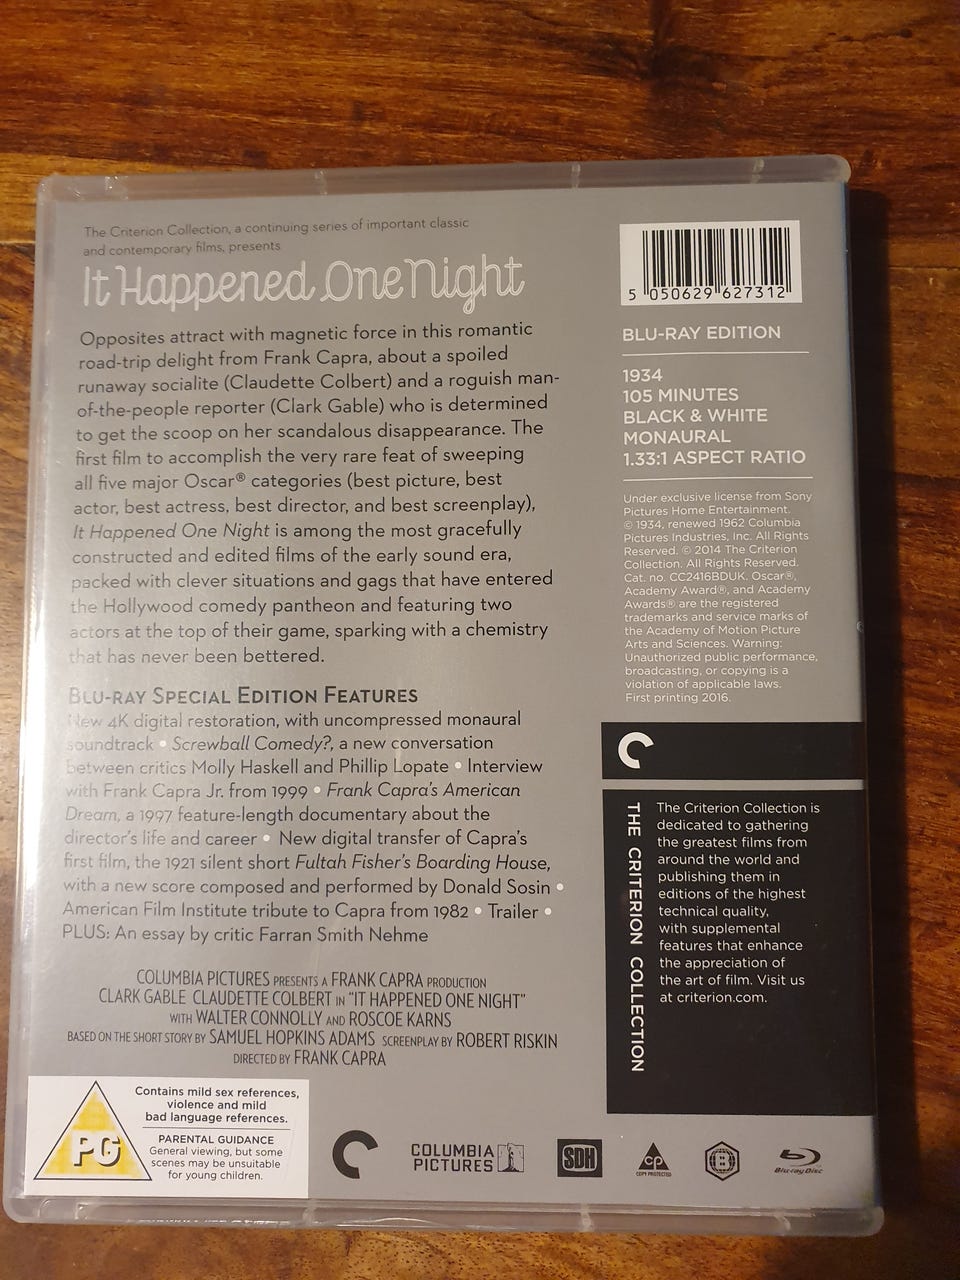 The Criterion Collection, a continuing series of important classic
and contemporary films, presents
It Happened One Night
Opposites attract with magnetic force in this romantic
road-trip delight from Frank Capra, about a spoiled
runaway socialite (Claudette Colbert) and a roguish man-
of-the-people reporter (Clark Gable) who is determined
to get the scoop on her scandalous disappearance. The
first film to accomplish the very rare feat of sweeping
all five major Oscar® categories (best picture, best
actor, best actress, best director, and best screenplay),
It Happened One Night is among the most gracefully
constructed and edited films of the early sound era,
packed with clever situations and gags that have entered
the Hollywood comedy pantheon and featuring two
actors at the top of their game, sparking with a chemistry
that has never been bettered.
BLU-RAY SPECIAL EDITION FEATURES
New 4K digital restoration, with uncompressed monaural
soundtrack • Screwball Comedy?, a new conversation
between critics Molly Haskell and Phillip Lopate • Interview
with Frank Capra Jr. from 1999 • Frank Capra's American
Dream, a 1997 feature-length documentary about the
director's life and career • New digital transfer of Capra's
first film, the 1921 silent short Fultah Fisher's Boarding House,
with a new score composed and performed by Donald Sosin •
American Film Institute tribute to Capra from 1982 • Trailer •
PLUS: An essay by critic Farran Smith Nehme
COLUMBIA PICTURES PRESENTS A FRANK CAPRA PRODUCTION
CLARK GABLE CLAUDETTE COLBERT IN "IT HAPPENED ONE NIGHT"
WITH WALTER CONNOLLY AND ROSCOE KARNS
BASED ON THE SHORT STORY BY SAMUEL HOPKINS ADAMS SCREENPLAY BY ROBERT RISKIN
DIRECTED BY FRANK CAPRA
PG
Contains mild sex references,
violence and mild
bad language references.
PARENTAL GUIDANCE
General viewing, but some
scenes may be unsuitable
for young children.
COLUMBIA
PICTURES
SDH
CP
COPY PROTECTED
B
Blu-ray Disc
5 050629 627312
BLU-RAY EDITION
1934
105 MINUTES
BLACK & WHITE
MONAURAL
1.33:1 ASPECT RATIO
Under exclusive license from Sony
Pictures Home Entertainment.
© 1934, renewed 1962 Columbia
Pictures Industries, Inc. All Rights
Reserved. © 2014 The Criterion
Collection. All Rights Reserved.
Cat. no. CC2416BDUK. Oscar®,
Academy Award®, and Academy
Awards® are the registered
trademarks and service marks of
the Academy of Motion Picture
Arts and Sciences. Warning:
Unauthorized public performance,
broadcasting, or copying is a
violation of applicable laws.
First printing 2016.
THE CRITERION COLLECTION
The Criterion Collection is
dedicated to gathering
the greatest films from
around the world and
publishing them in
editions of the highest
technical quality,
with supplemental
features that enhance
the appreciation of
the art of film. Visit us
at criterion.com.